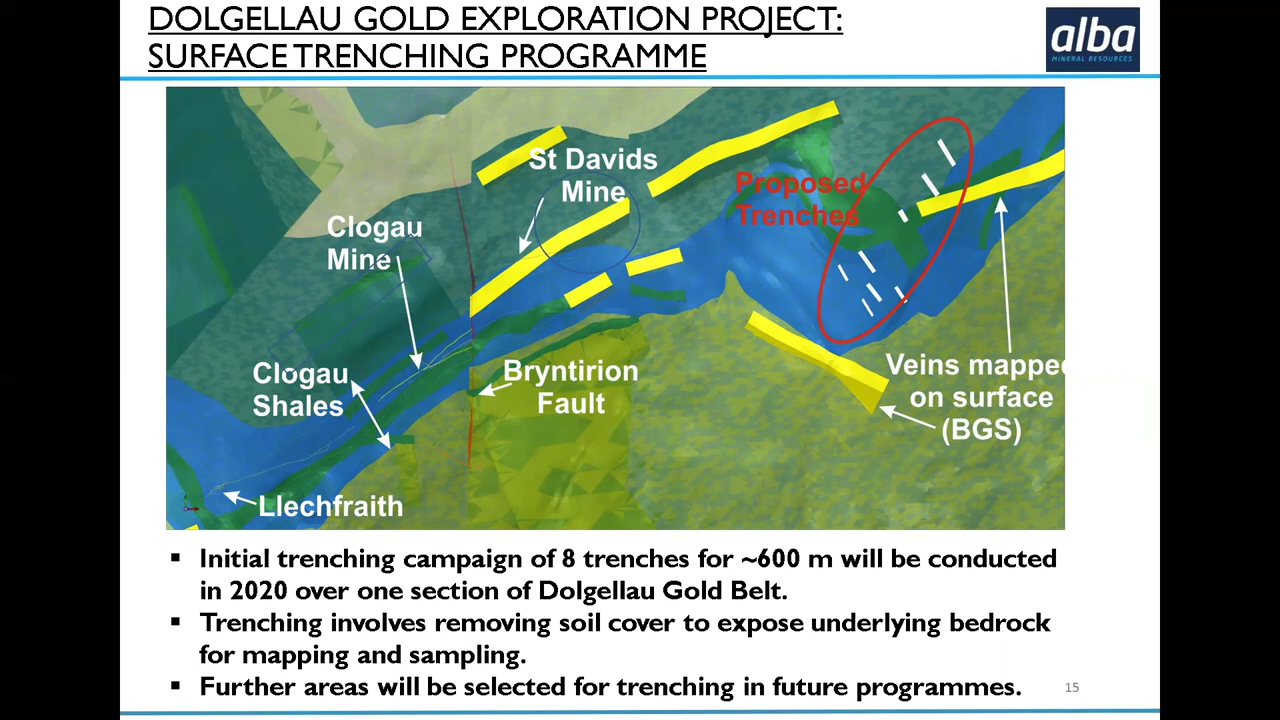 DOLGELLAU GOLD EXPLORATION PROJECT:
SURFACE TRENCHING PROGRAMME
alba
MINERAL RESOURCES
St Davids
Mine
Proposed
Trenches
Clogau
Mine
Clogau
Shales
Bryntirion
Fault
Veins mapped
on surface
(BGS)
Llechfraith
▪ Initial trenching campaign of 8 trenches for ~600 m will be conducted
in 2020 over one section of Dolgellau Gold Belt.
▪ Trenching involves removing soil cover to expose underlying bedrock
for mapping and sampling.
▪ Further areas will be selected for trenching in future programmes.
15